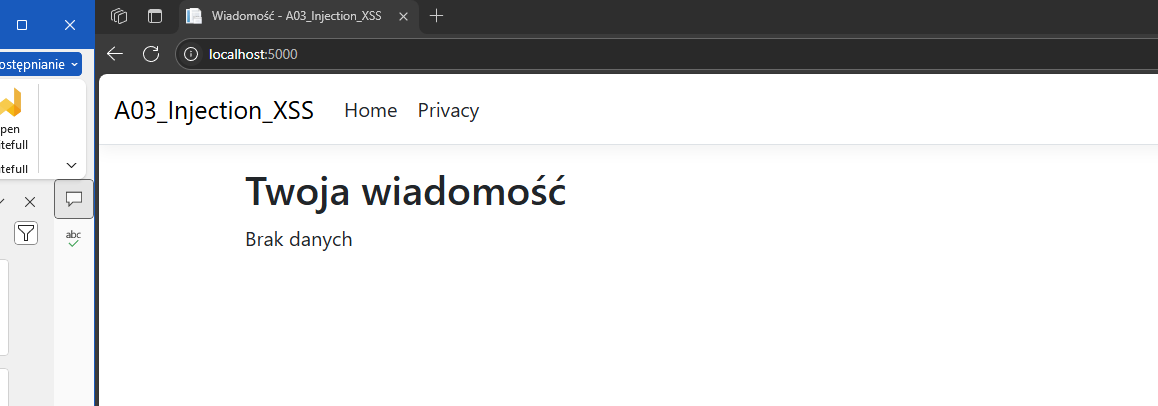 Wiadomość - A03_Injection_XSS
ostępnianie
localhost:5000
pen
tefull
tefull
abc
A03_Injection_XSS Home Privacy
Twoja wiadomość
Brak danych